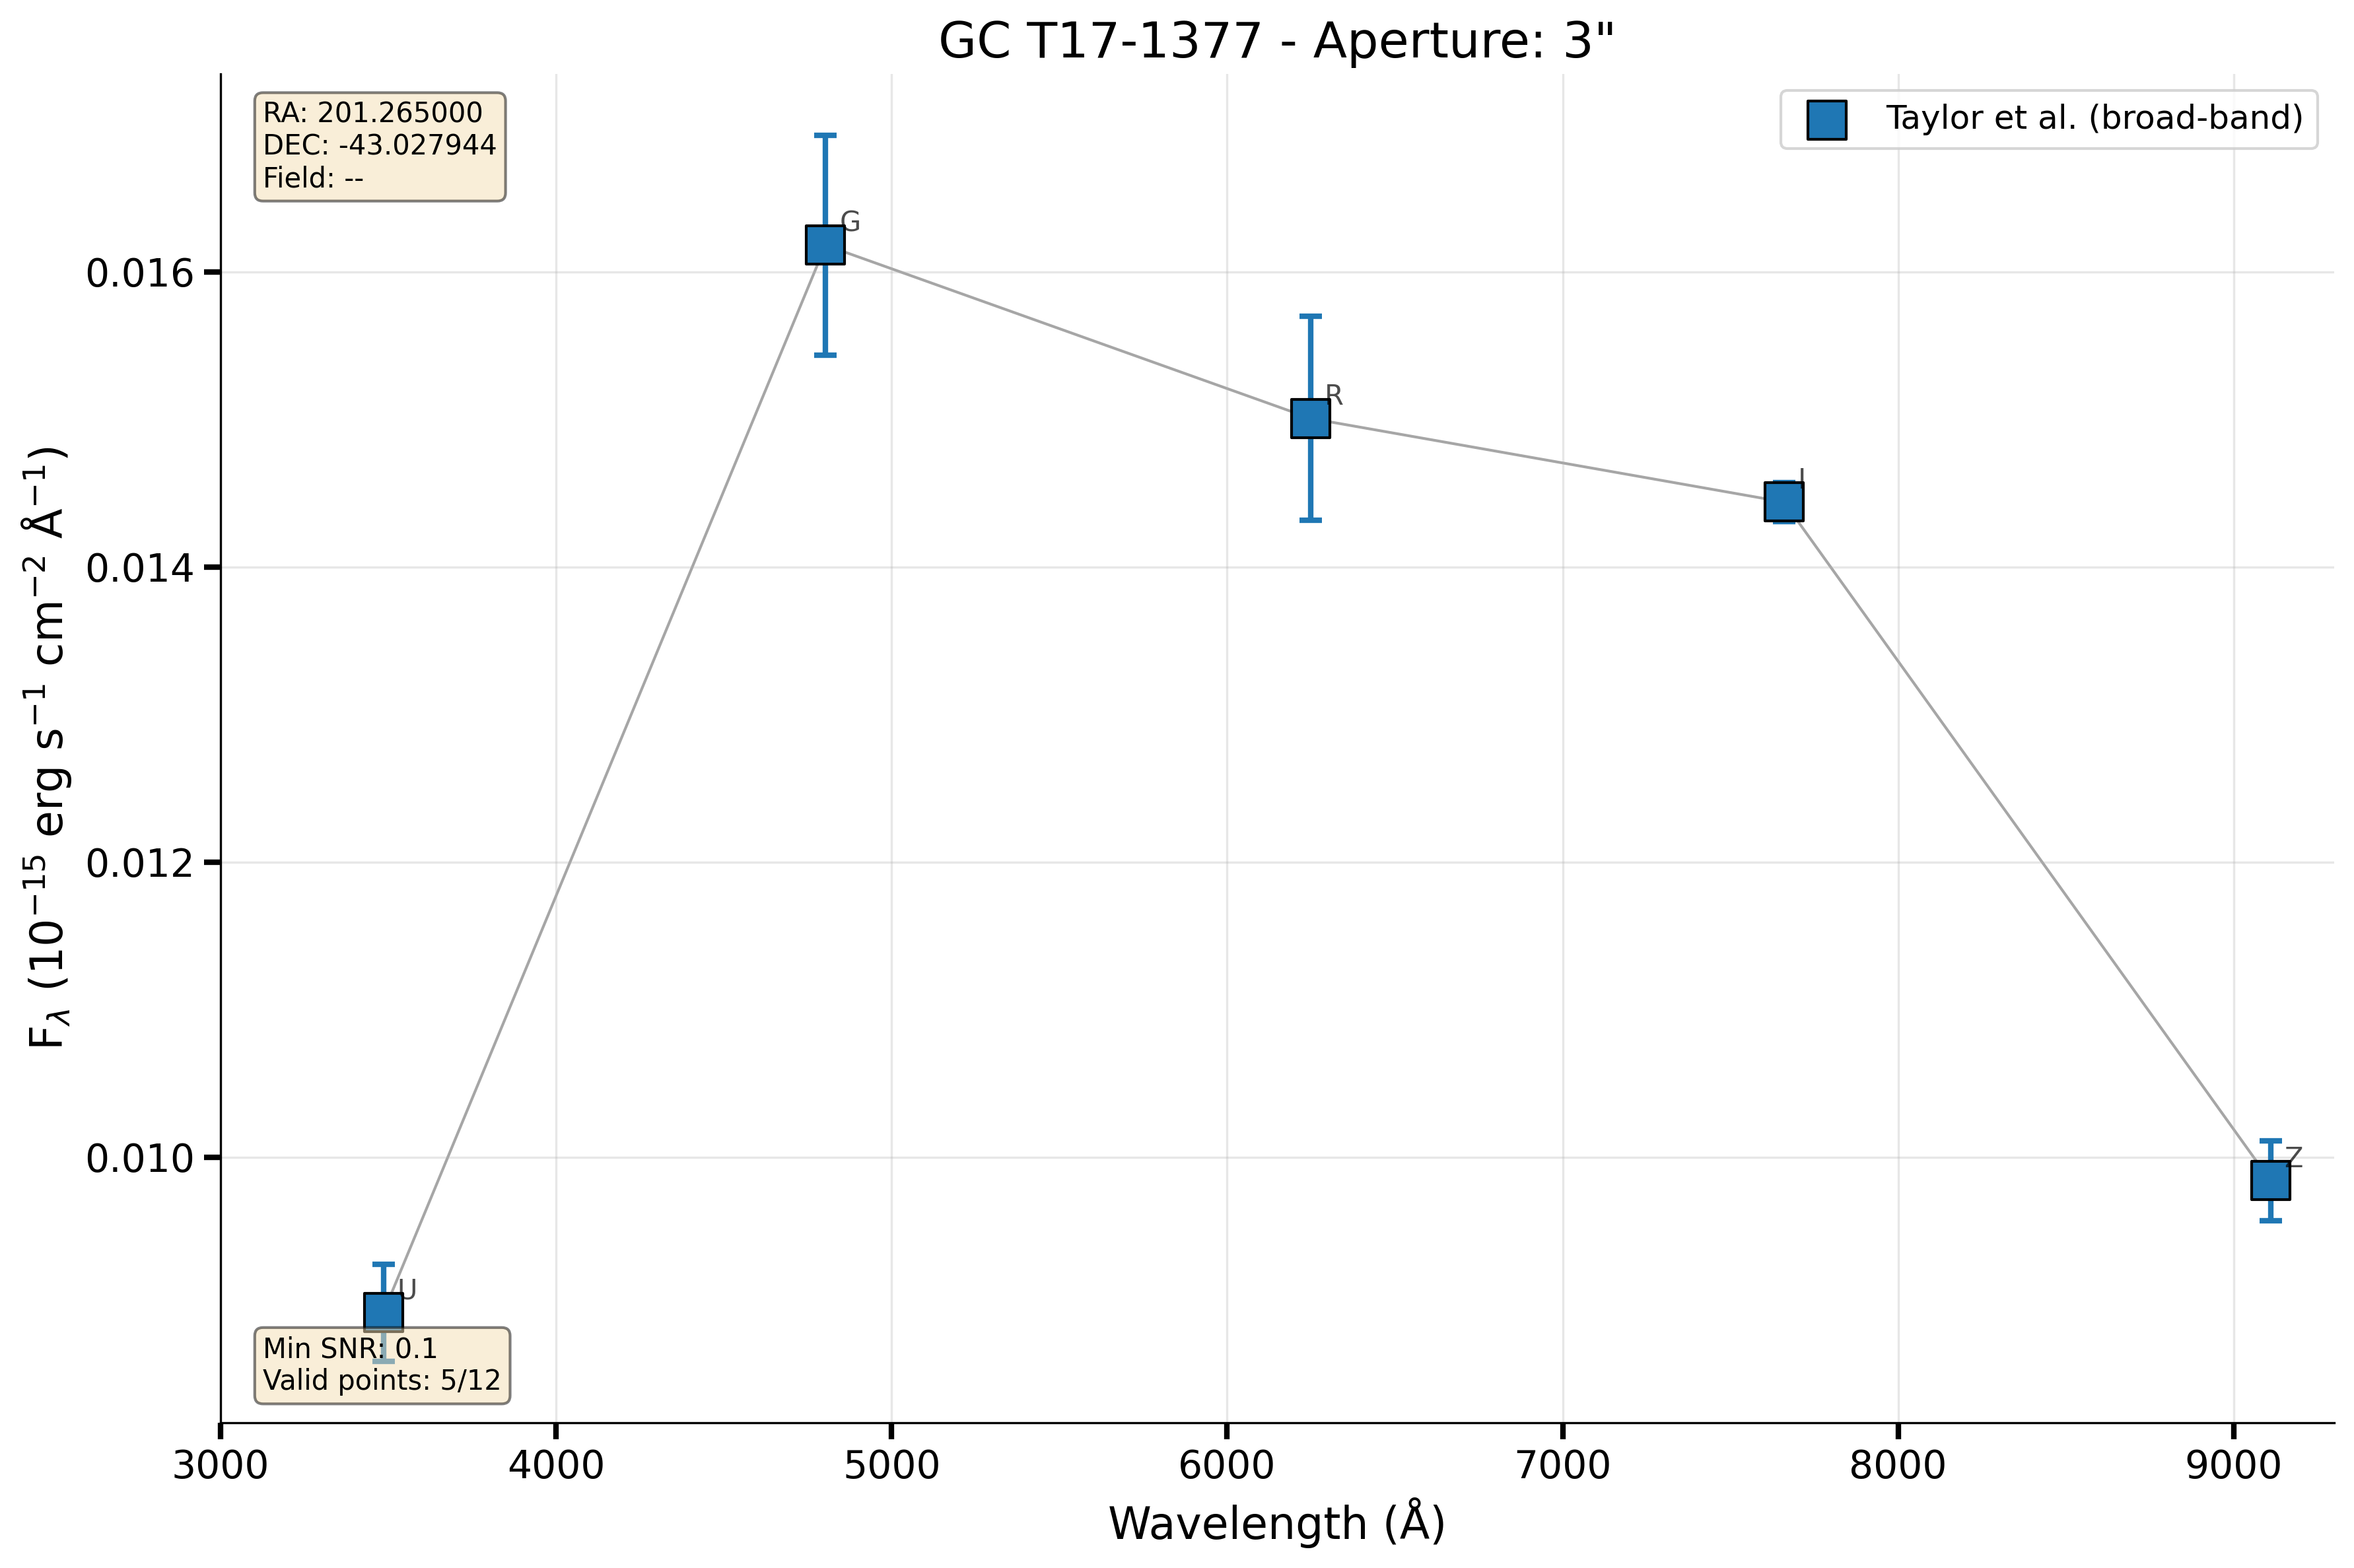 GC T17-1377 - Aperture: 3"
RA: 201.265000
DEC: -43.027944
Field: --
Taylor et al. (broad-band)
G
R
I
Z
U
Min SNR: 0.1
Valid points: 5/12
0.016
0.014
0.012
0.010
F_λ (10⁻¹⁵ erg s⁻¹ cm⁻² Å⁻¹)
3000 4000 5000 6000 7000 8000 9000
Wavelength (Å)